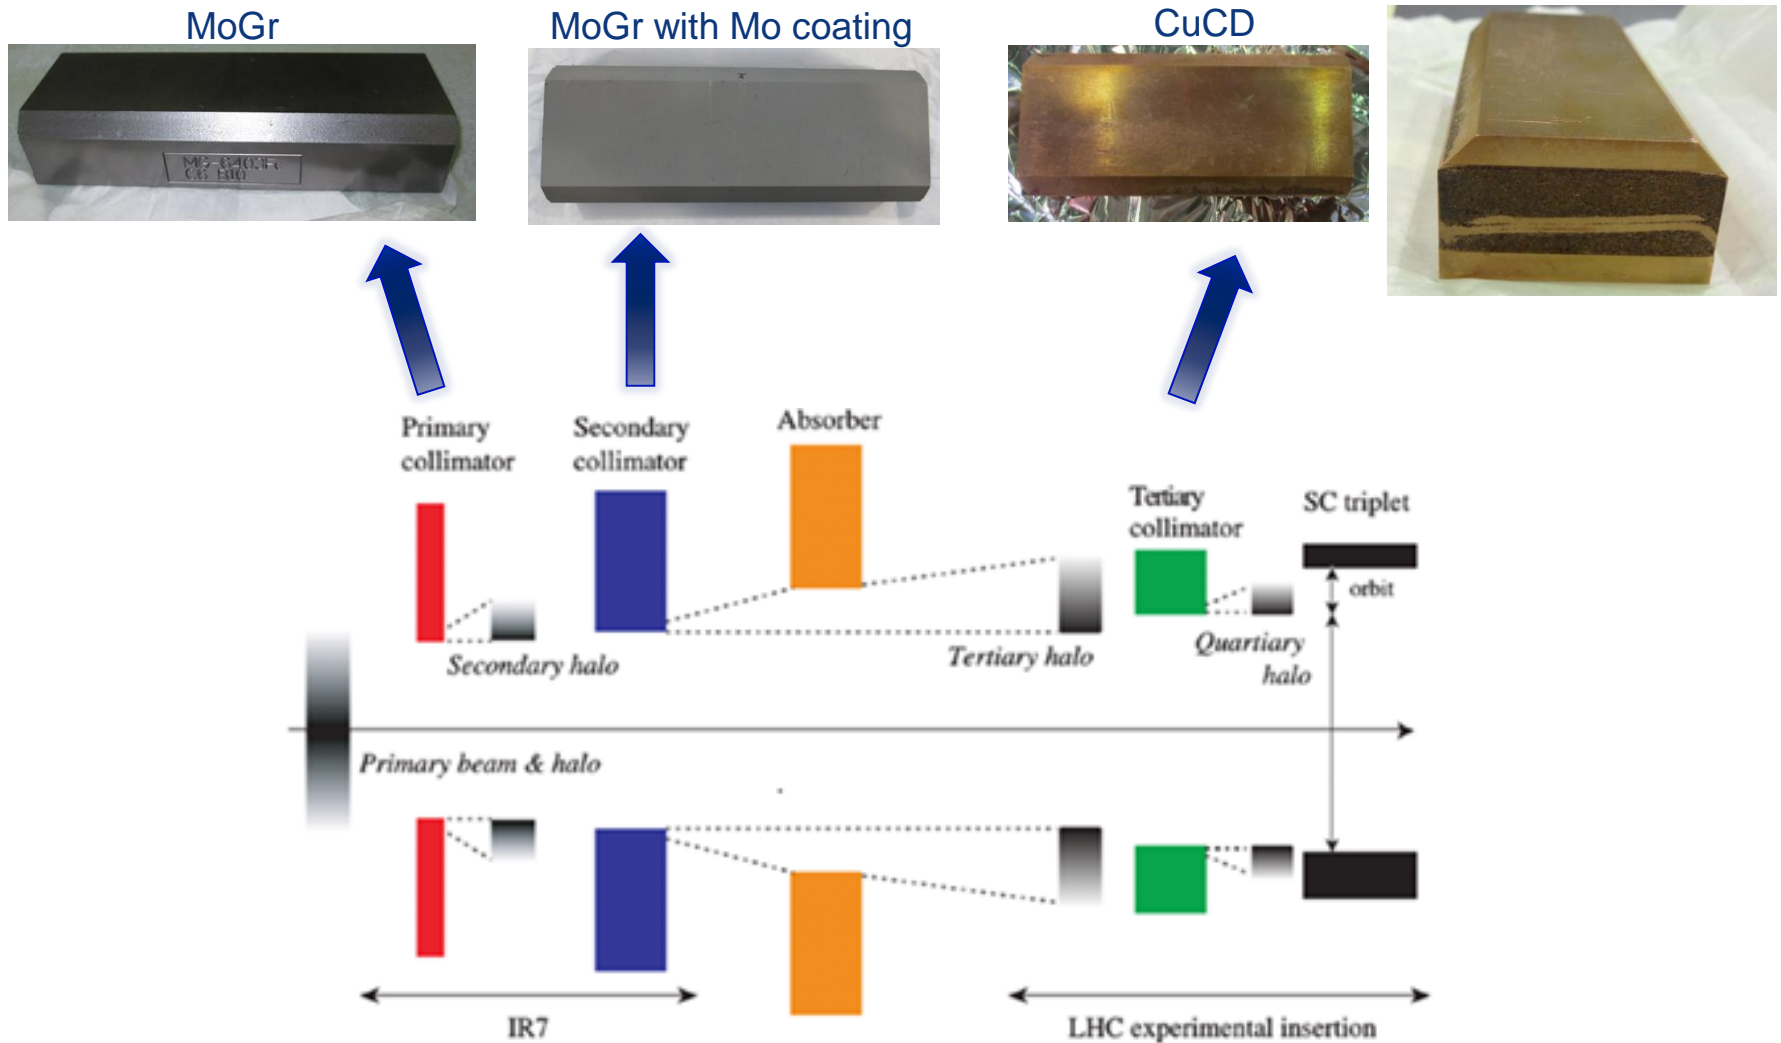 MoGr
MoGr with Mo coating
CuCD
Primary
collimator
Secondary
collimator
Absorber
Tertiary
collimator
SC triplet
orbit
Secondary halo
Tertiary halo
Quartiary
halo
Primary beam & halo
IR7
LHC experimental insertion